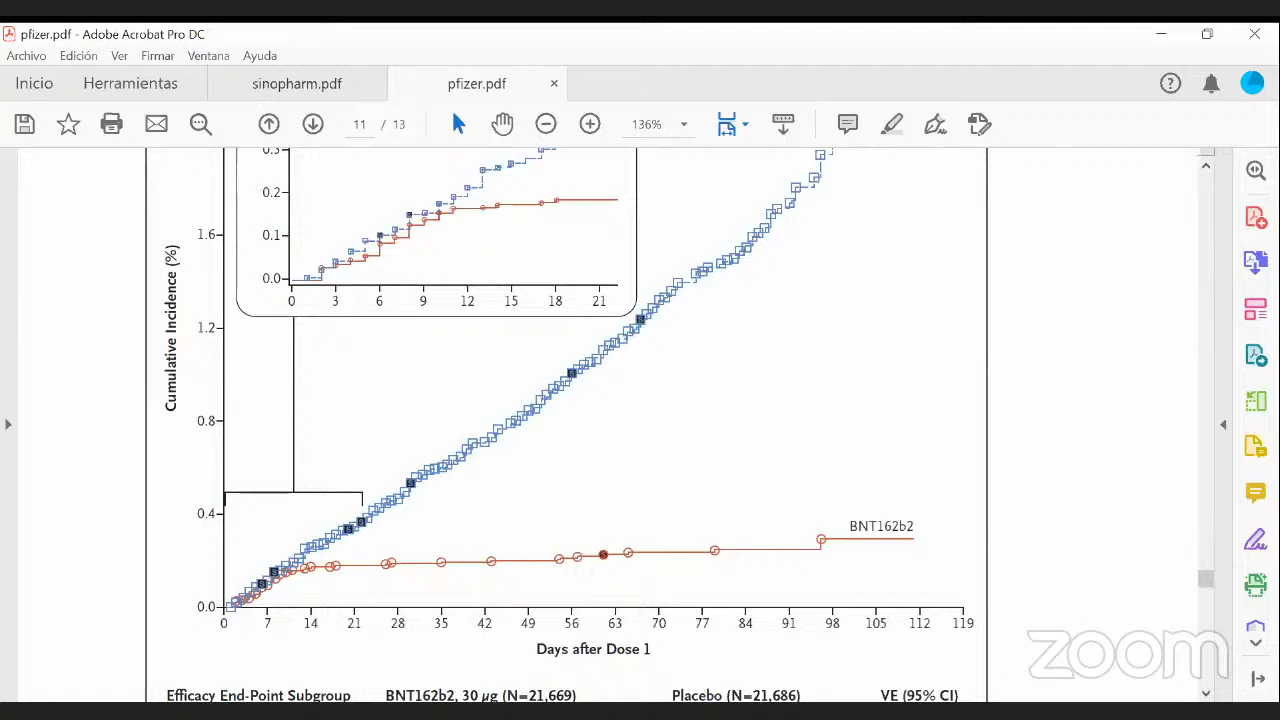 pfizer.pdf - Adobe Acrobat Pro DC
Archivo Edición Ver Firmar Ventana Ayuda
Inicio Herramientas sinopharm.pdf pfizer.pdf ×
11 / 13 136%
0.3
0.2
0.1
0.0
0 3 6 9 12 15 18 21
1.6
1.2
0.8
0.4
0.0
Cumulative Incidence (%)
BNT162b2
0 7 14 21 28 35 42 49 56 63 70 77 84 91 98 105 112 119
Days after Dose 1
zoom
Efficacy End-Point Subgroup BNT162b2, 30 μg (N=21,669) Placebo (N=21,686) VE (95% CI)